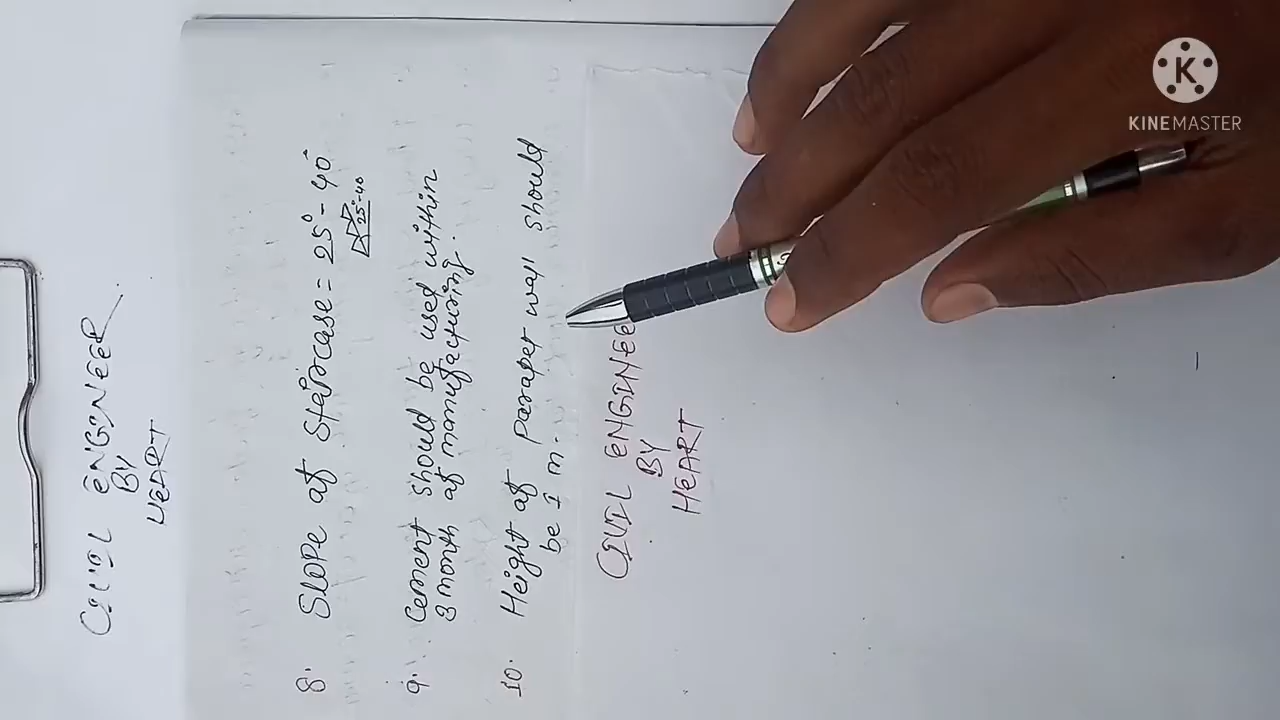 CIVIL ENGINEER
BY
HEART
8. Slope of Staircase = 25° - 40°
25-40
9. Cement should be used within
3 month of manufacturing.
10. Height of Parapet wall should
be 1 m.
CIVIL ENGINEE
BY
HEART
KINEMASTER